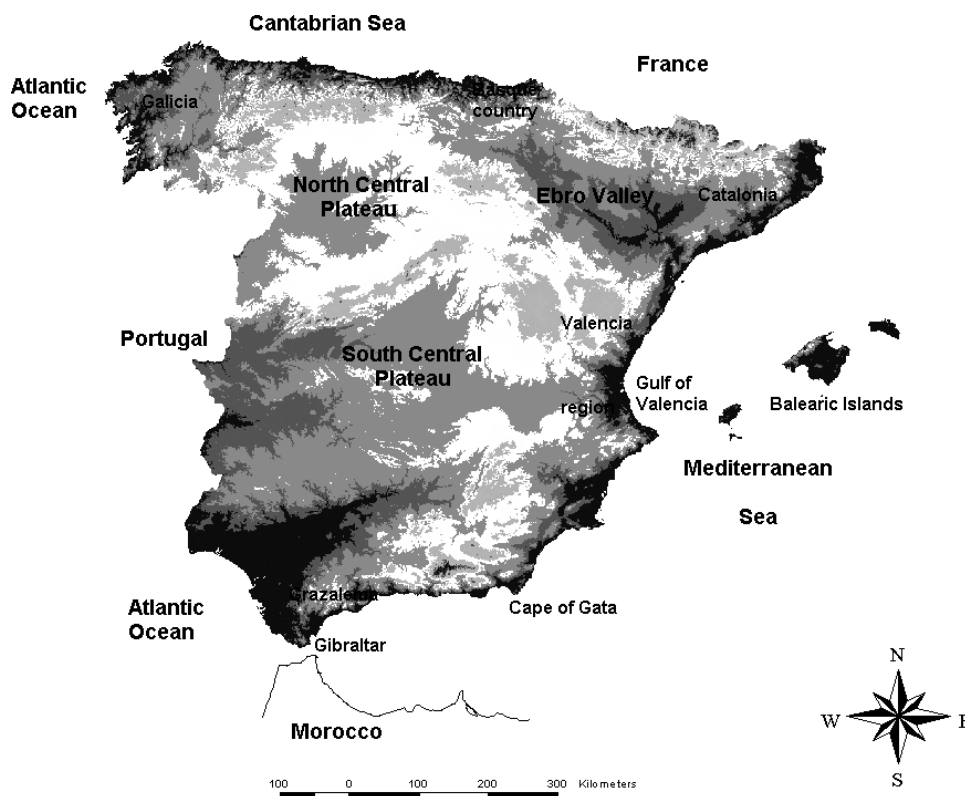 Cantabrian Sea
France
Atlantic
Ocean
Galicia
Basque
country
North Central
Plateau
Ebro Valley
Catalonia
Portugal
Valencia
South Central
Plateau
region
Gulf of
Valencia
Balearic Islands
Mediterranean
Sea
Grazalema
Cape of Gata
Atlantic
Ocean
Gibraltar
Morocco
N
W
E
S
100 0 100 200 300 Kilometers